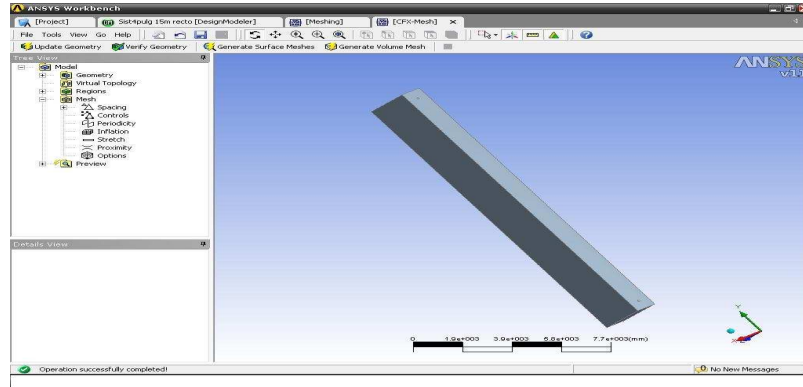 ANSYS Workbench
[Project] Sist4pulg 15m recto [DesignModeler] [Meshing] [CFX-Mesh]
File Tools View Go Help
Update Geometry Verify Geometry Generate Surface Meshes Generate Volume Mesh
Tree View
ANSYS
Model
Geometry
Virtual Topology
Regions
Mesh
Spacing
Controls
Periodicity
Inflation
Stretch
Proximity
Options
Preview
Details View
0 1.9e+003 3.9e+003 5.8e+003 7.7e+003(mm)
Y
Operation successfully completed! No New Messages